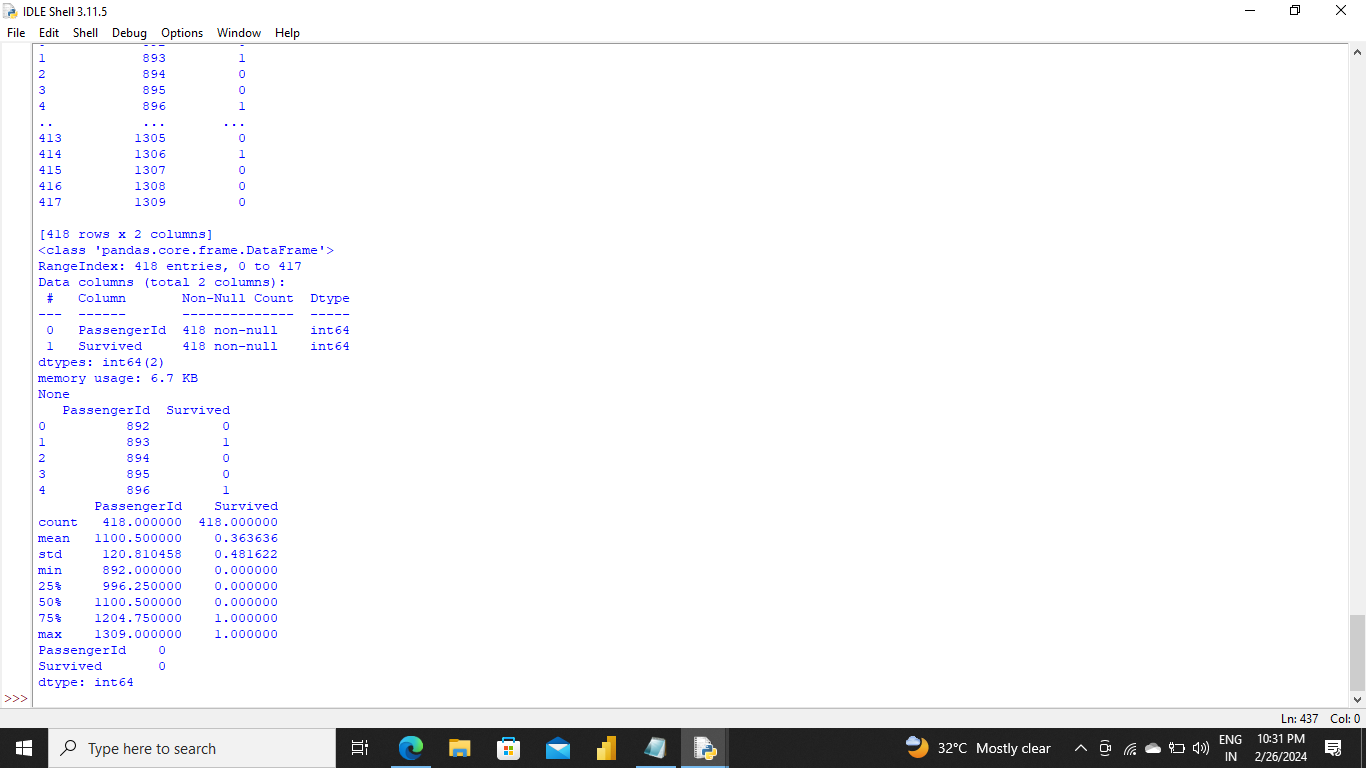 IDLE Shell 3.11.5
File Edit Shell Debug Options Window Help
1             893         1
2             894         0
3             895         0
4             896         1
..            ...       ...
413          1305         0
414          1306         1
415          1307         0
416          1308         0
417          1309         0
[418 rows x 2 columns]
<class 'pandas.core.frame.DataFrame'>
RangeIndex: 418 entries, 0 to 417
Data columns (total 2 columns):
 #   Column       Non-Null Count  Dtype
---  ------       --------------  -----
 0   PassengerId  418 non-null    int64
 1   Survived     418 non-null    int64
dtypes: int64(2)
memory usage: 6.7 KB
None
   PassengerId  Survived
0          892         0
1          893         1
2          894         0
3          895         0
4          896         1
       PassengerId    Survived
count   418.000000  418.000000
mean   1100.500000    0.363636
std     120.810458    0.481622
min     892.000000    0.000000
25%     996.250000    0.000000
50%    1100.500000    0.000000
75%    1204.750000    1.000000
max    1309.000000    1.000000
PassengerId    0
Survived       0
dtype: int64
>>>
Ln: 437 Col: 0
Type here to search
32°C Mostly clear
ENG
IN
10:31 PM
2/26/2024